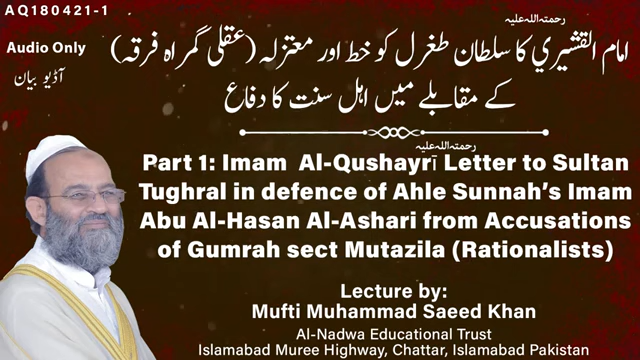 AQ180421-1
Audio Only
آڈیو بیان
رحمتہ اللہ علیہ
امام القشیري کا سلطان طغرل کو خط اور معتزلہ (عقلی گمراہ فرقہ)
کے مقابلے میں اہل سنت کا دفاع
رحمتہ اللہ علیہ
Part 1: Imam Al-Qushayrī Letter to Sultan
Tughral in defence of Ahle Sunnah's Imam
Abu Al-Hasan Al-Ashari from Accusations
of Gumrah sect Mutazila (Rationalists)
Lecture by:
Mufti Muhammad Saeed Khan
Al-Nadwa Educational Trust
Islamabad Muree Highway, Chattar, Islamabad Pakistan